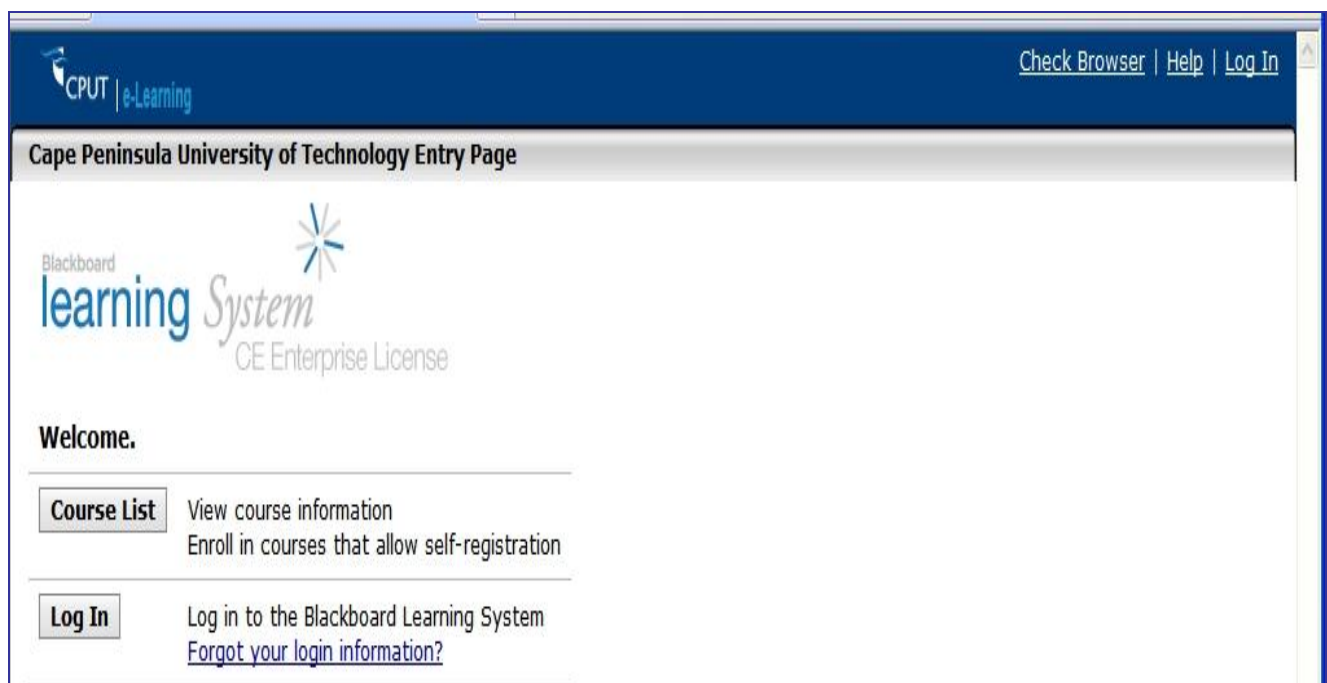 CPUT | e-Learning
Check Browser | Help | Log In
Cape Peninsula University of Technology Entry Page
Blackboard
learning System
CE Enterprise License
Welcome.
Course List
View course information
Enroll in courses that allow self-registration
Log In
Log in to the Blackboard Learning System
Forgot your login information?